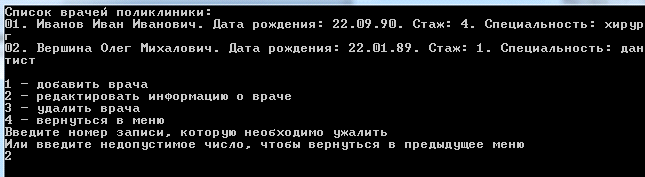 Список врачей поликлиники:
01. Иванов Иван Иванович. Дата рождения: 22.09.90. Стаж: 4. Специальность: хирур
г
02. Вершина Олег Михалович. Дата рождения: 22.01.89. Стаж: 1. Специальность: дан
тист
1 - добавить врача
2 - редактировать информацию о враче
3 - удалить врача
4 - вернуться в меню
Введите номер записи, которую необходимо ужалить
Или введите недопустимое число, чтобы вернуться в предыдущее меню
2